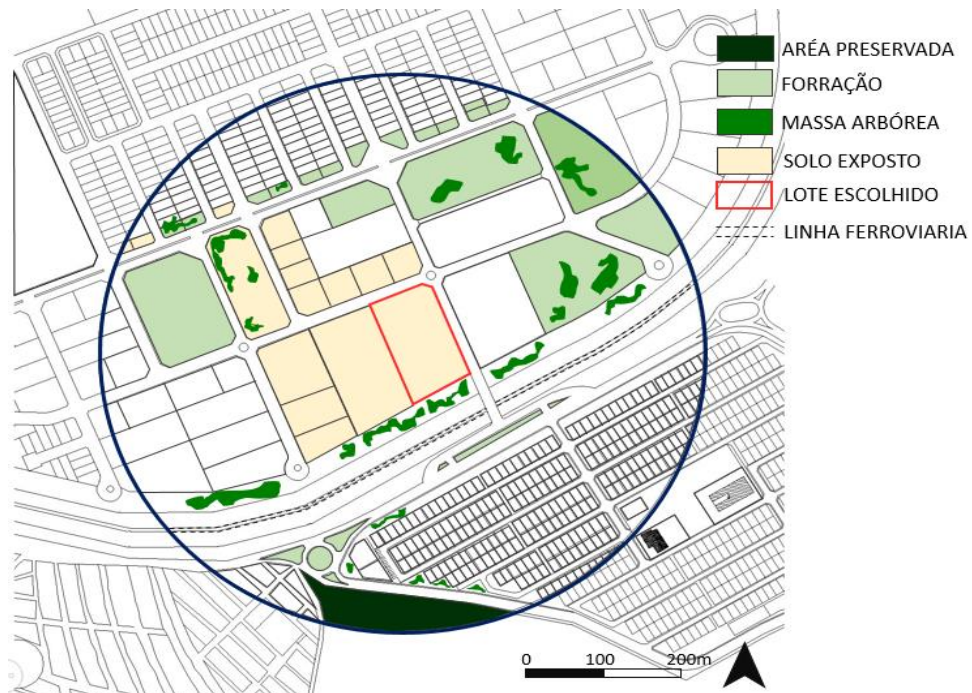 ARÉA PRESERVADA
FORRAÇÃO
MASSA ARBÓREA
SOLO EXPOSTO
LOTE ESCOLHIDO
LINHA FERROVIARIA
0 100 200m